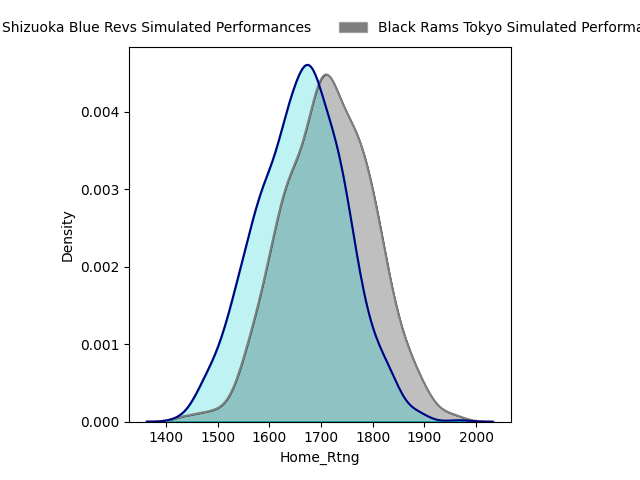 Shizuoka Blue Revs Simulated Performances
Black Rams Tokyo Simulated Performa
0.004
0.003
0.002
0.001
0.000
Density
1400 1500 1600 1700 1800 1900 2000
Home_Rtng